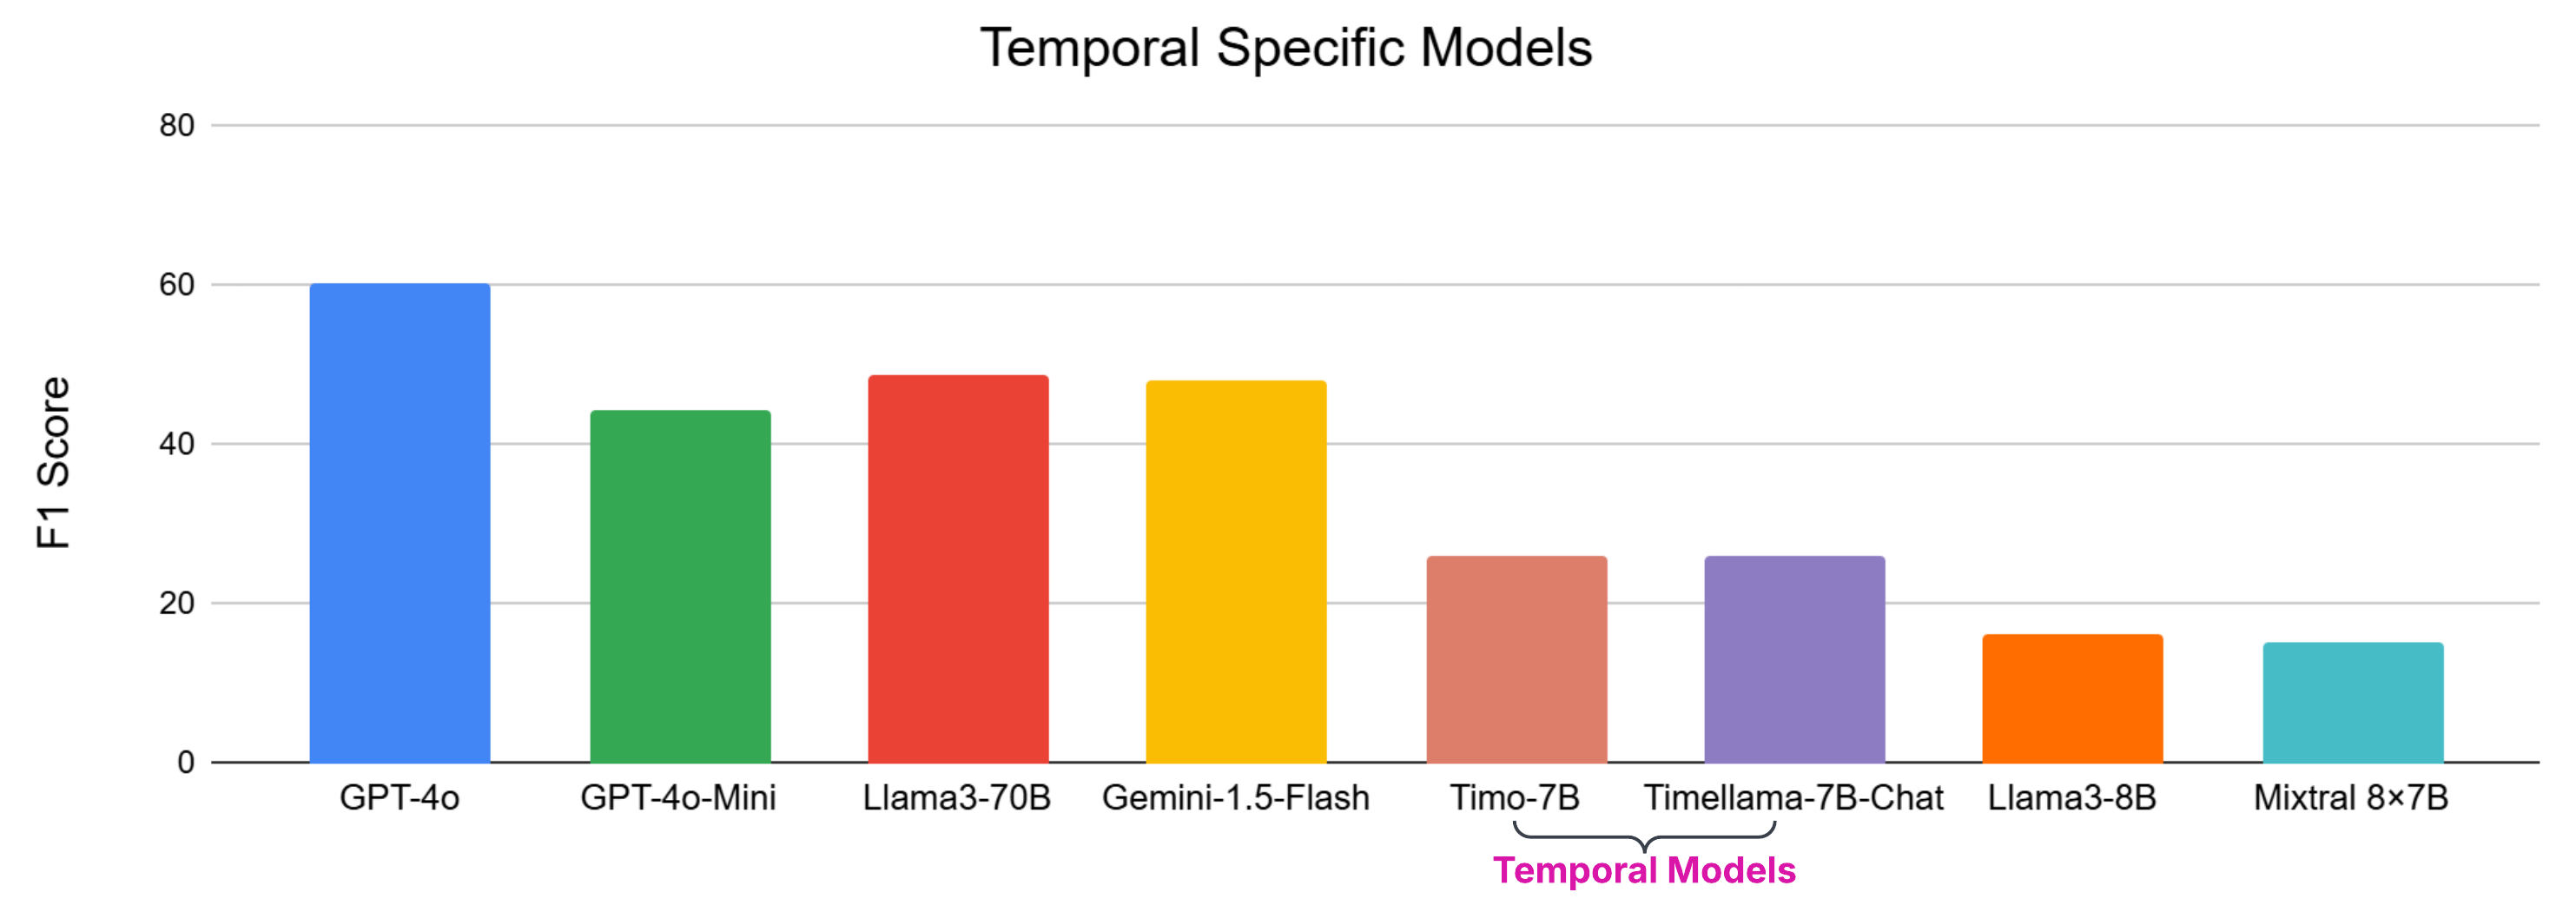 Temporal Specific Models
80
60
40
20
0
F1 Score
GPT-4o
GPT-4o-Mini
Llama3-70B
Gemini-1.5-Flash
Timo-7B
Timellama-7B-Chat
Llama3-8B
Mixtral 8×7B
Temporal Models